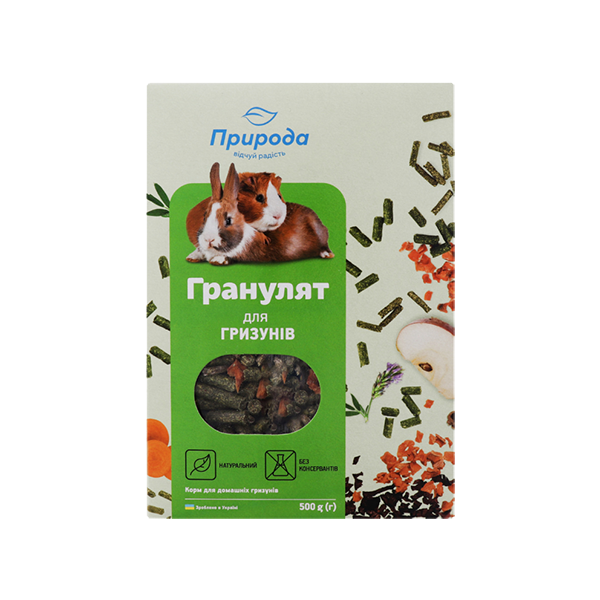 Природа
відчуй радість
Гранулят
для
ГРИЗУНІВ
НАТУРАЛЬНИЙ
БЕЗ
КОНСЕРВАНТІВ
Корм для домашніх гризунів
Зроблено в Україні
500 g (г)